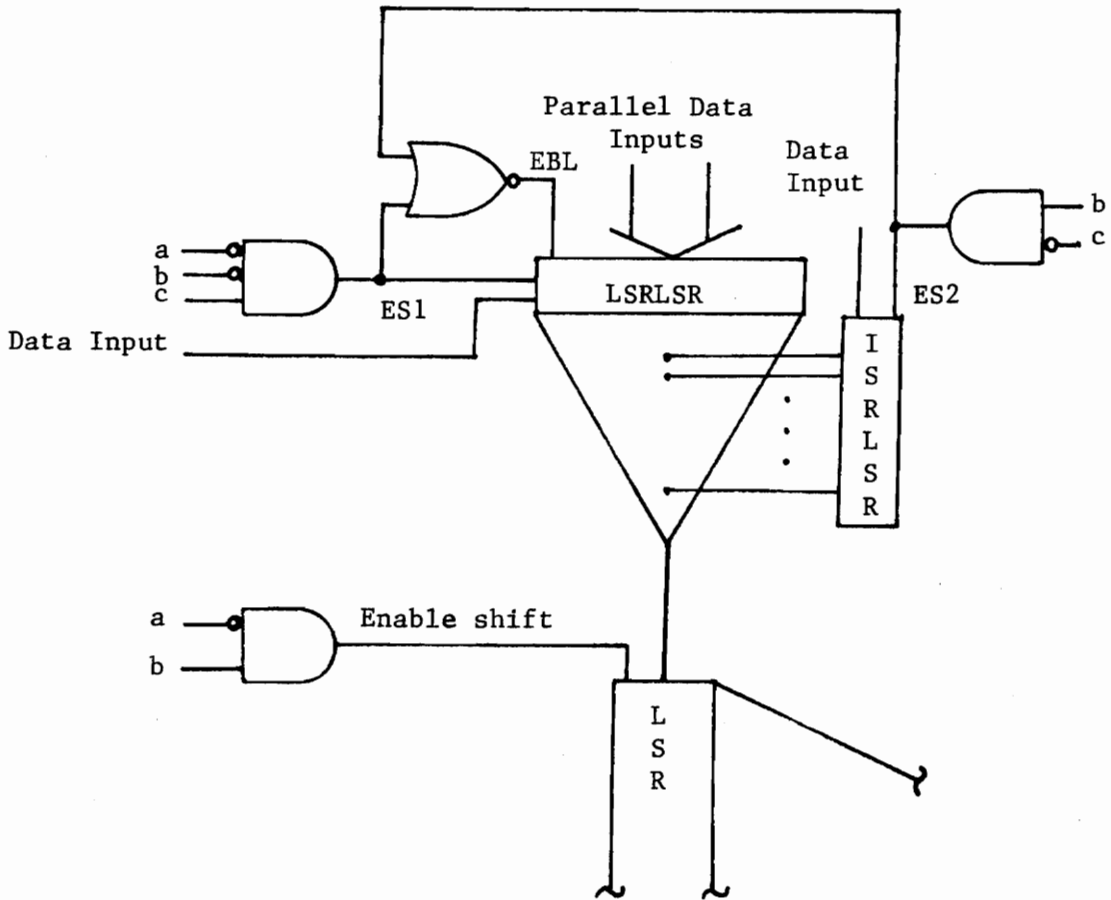 Parallel Data
Inputs
Data
Input
EBL
a
b
c
b
c
ES1
LSRLSR
ES2
Data Input
I
S
R
L
S
R
a
Enable shift
b
L
S
R